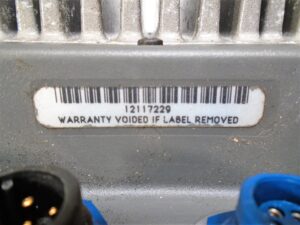 12117229
WARRANTY VOIDED IF LABEL REMOVED